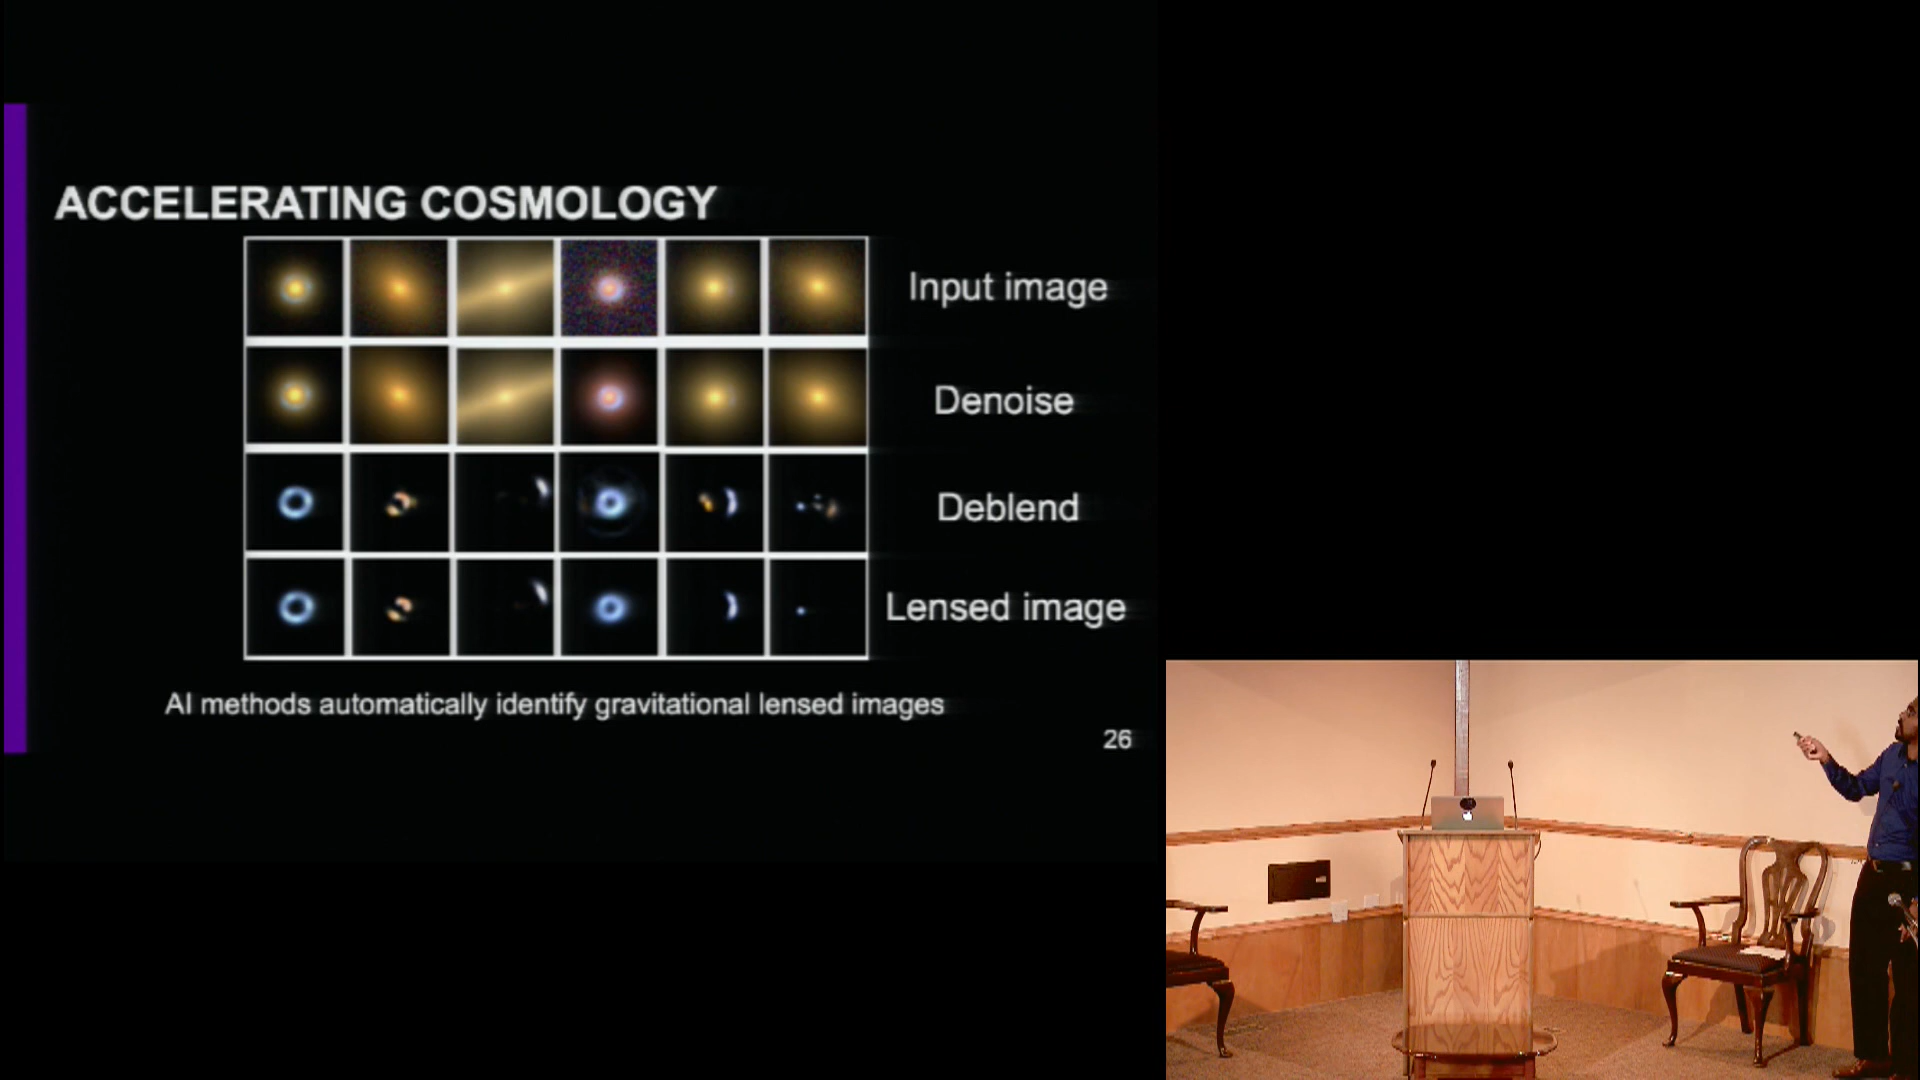 ACCELERATING COSMOLOGY
Input image
Denoise
Deblend
Lensed image
AI methods automatically identify gravitational lensed images
26